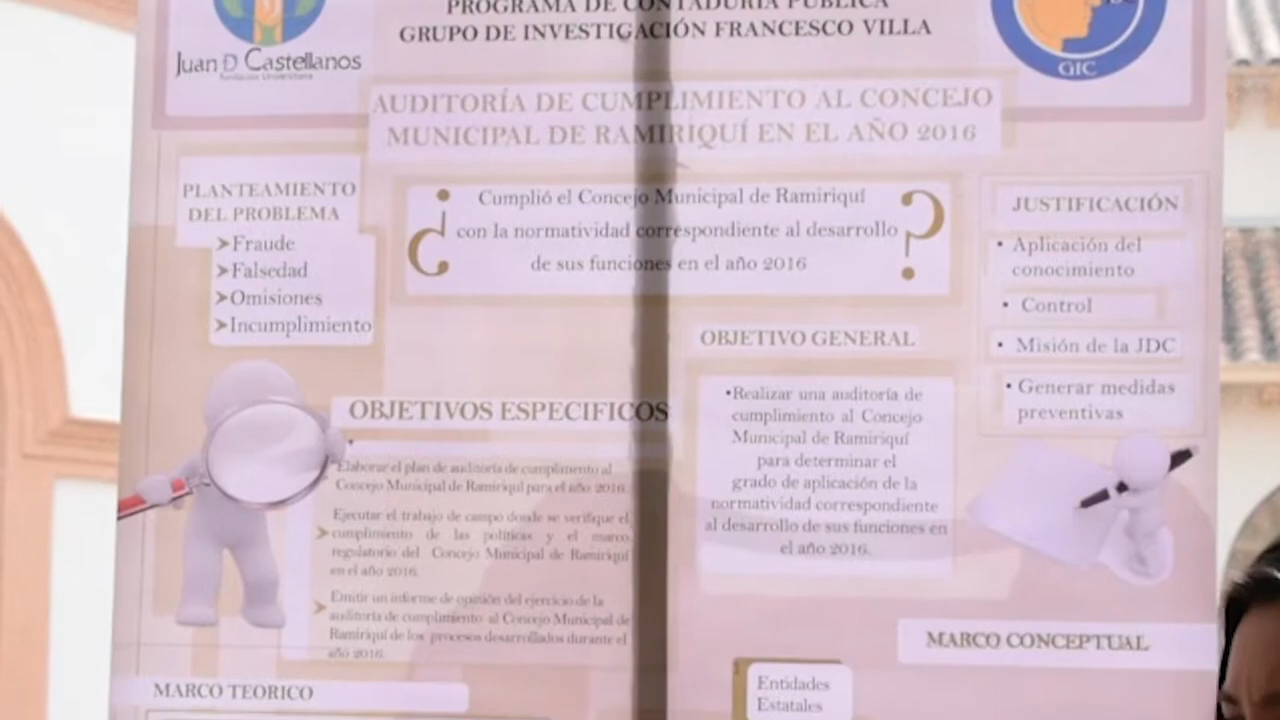 PROGRAMA DE CONTADURÍA PÚBLICA
GRUPO DE INVESTIGACIÓN FRANCESCO VILLA
Juan D Castellanos
Fundación Universitaria
GIC
AUDITORÍA DE CUMPLIMIENTO AL CONCEJO
MUNICIPAL DE RAMIRIQUÍ EN EL AÑO 2016
PLANTEAMIENTO
DEL PROBLEMA
➤Fraude
➤Falsedad
➤Omisiones
➤Incumplimiento
¿
Cumplió el Concejo Municipal de Ramiriquí
con la normatividad correspondiente al desarrollo
de sus funciones en el año 2016
?
JUSTIFICACIÓN
• Aplicación del
conocimiento
• Control
• Misión de la JDC
• Generar medidas
preventivas
OBJETIVO GENERAL
•Realizar una auditoría de
cumplimiento al Concejo
Municipal de Ramiriquí
para determinar el
grado de aplicación de la
normatividad correspondiente
al desarrollo de sus funciones en
el año 2016.
OBJETIVOS ESPECIFICOS
Elaborar el plan de auditoría de cumplimento al
Concejo Municipal de Ramiriquí para el año 2016.
Ejecutar el trabajo de campo donde se verifique el
➤cumplimiento de las políticas y el marco
regulatorio del Concejo Municipal de Ramiriquí
en el año 2016.
➤Emitir un informe de opinión del ejercicio de la
auditoría de cumplimiento al Concejo Municipal de
Ramiriquí de los procesos desarrollados durante el
año 2016.
MARCO CONCEPTUAL
Entidades
Estatales
MARCO TEORICO